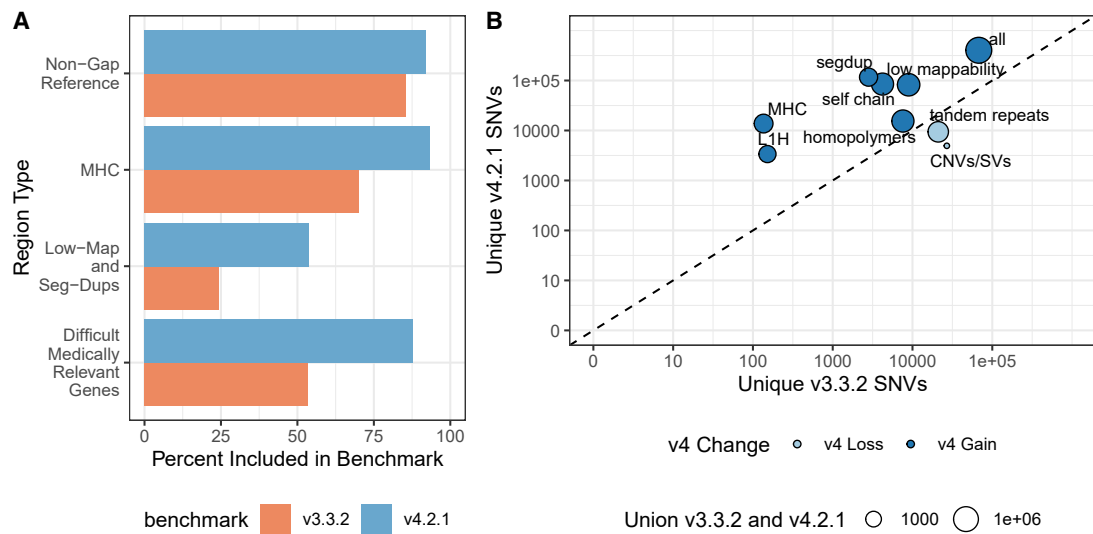 A
Region Type
Non−Gap
Reference
MHC
Low−Map
and
Seg−Dups
Difficult
Medically
Relevant
Genes
0
25
50
75
100
Percent Included in Benchmark
benchmark
v3.3.2
v4.2.1
B
Unique v4.2.1 SNVs
1e+05
10000
1000
100
10
0
all
segdup
low mappability
self chain
MHC
tandem repeats
L1H
homopolymers
CNVs/SVs
0
10
100
1000
10000
1e+05
Unique v3.3.2 SNVs
v4 Change
v4 Loss
v4 Gain
Union v3.3.2 and v4.2.1
1000
1e+06